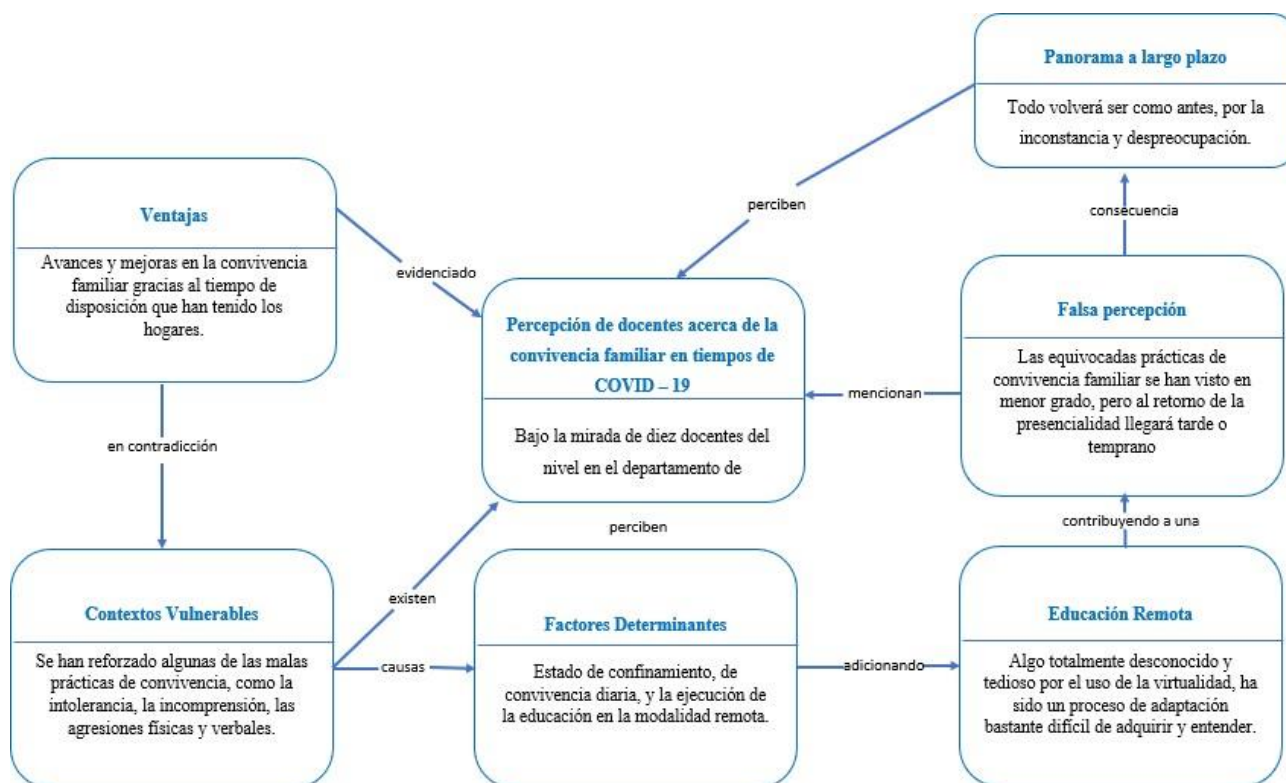 Panorama a largo plazo
Todo volverá ser como antes, por la
inconstancia y despreocupación.
perciben
consecuencia
Ventajas
Avances y mejoras en la convivencia
familiar gracias al tiempo de
disposición que han tenido los
hogares.
evidenciado
Percepción de docentes acerca de la
convivencia familiar en tiempos de
COVID – 19
Bajo la mirada de diez docentes del
nivel en el departamento de
mencionan
Falsa percepción
Las equivocadas prácticas de
convivencia familiar se han visto en
menor grado, pero al retorno de la
presencialidad llegará tarde o
temprano
en contradicción
perciben
contribuyendo a una
Contextos Vulnerables
Se han reforzado algunas de las malas
prácticas de convivencia, como la
intolerancia, la incomprensión, las
agresiones físicas y verbales.
existen
causas
Factores Determinantes
Estado de confinamiento, de
convivencia diaria, y la ejecución de
la educación en la modalidad remota.
adicionando
Educación Remota
Algo totalmente desconocido y
tedioso por el uso de la virtualidad, ha
sido un proceso de adaptación
bastante difícil de adquirir y entender.